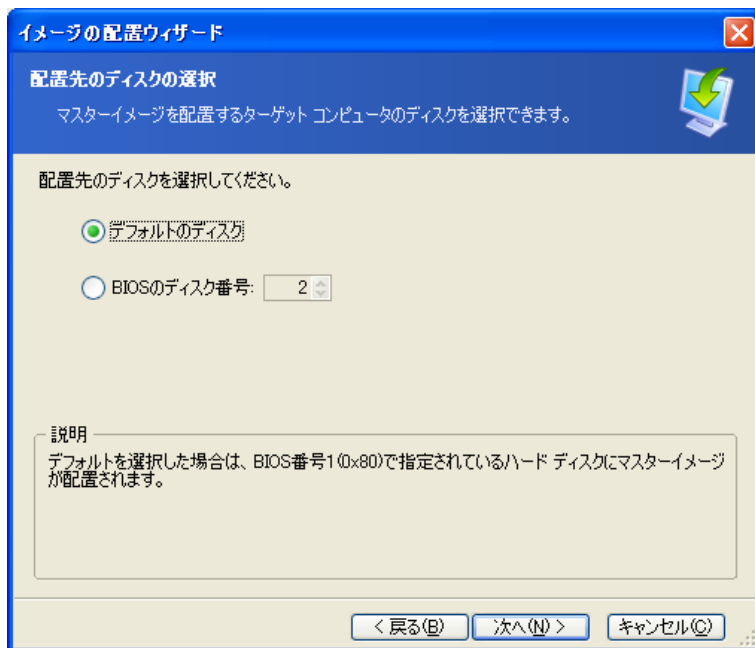 イメージの配置ウィザード
配置先のディスクの選択
マスターイメージを配置するターゲット コンピュータのディスクを選択できます。
配置先のディスクを選択してください。
デフォルトのディスク
BIOSのディスク番号: 2
説明
デフォルトを選択した場合は、BIOS番号1(0x80)で指定されているハード ディスクにマスターイメージ
が配置されます。
< 戻る(B) 次へ(N) > キャンセル(C)